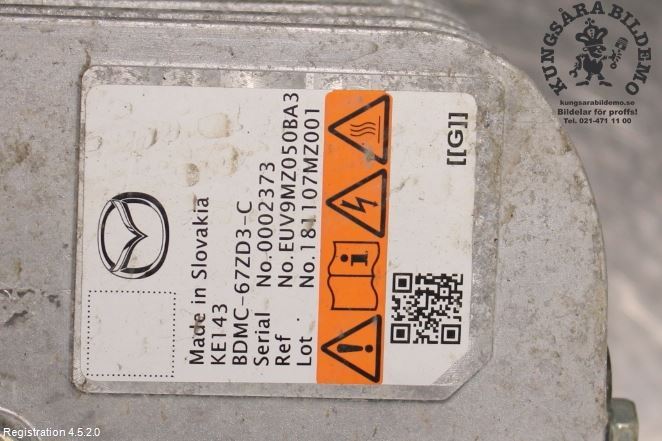 Made in Slovakia
KE143
BDMC-67ZD3-C
Serial No.0002373
Ref No.EUV9MZ050BA3
Lot No.181107MZ001
[[G]]
KUNGSÅRA BILDEMO
kungsarabildemo.se
Bildelar för proffs!
Tel. 021-471 11 00
Registration 4.5.2.0